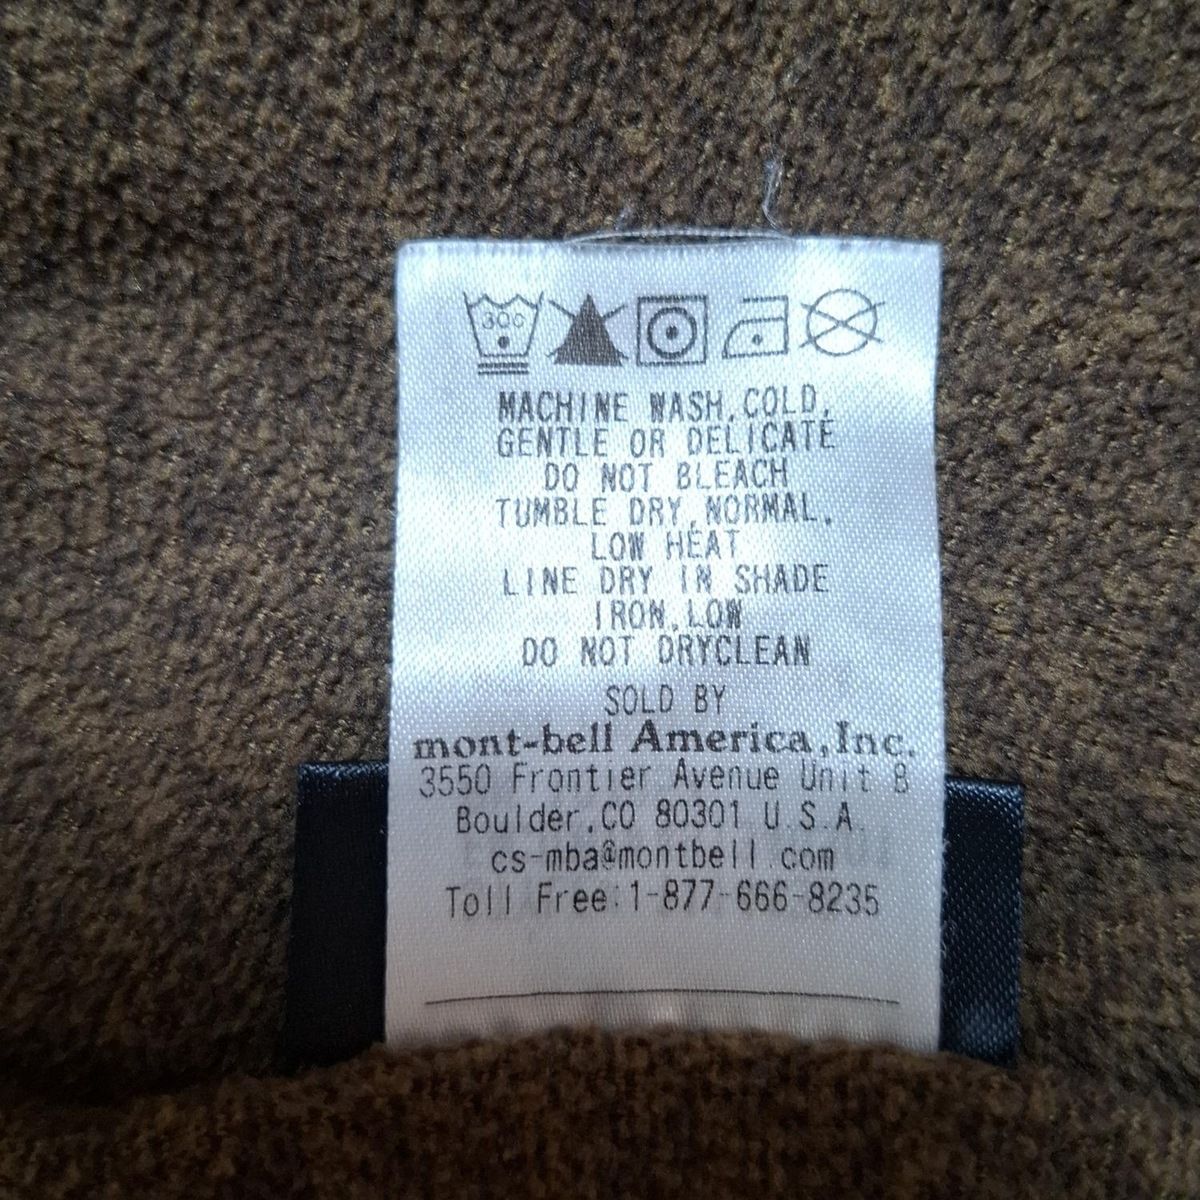 30C
MACHINE WASH,COLD,
GENTLE OR DELICATE
DO NOT BLEACH
TUMBLE DRY,NORMAL,
LOW HEAT
LINE DRY IN SHADE
IRON,LOW
DO NOT DRYCLEAN
SOLD BY
mont-bell America,Inc.
3550 Frontier Avenue Unit B
Boulder,CO 80301 U.S.A.
cs-mba@montbell.com
Toll Free:1-877-666-8235